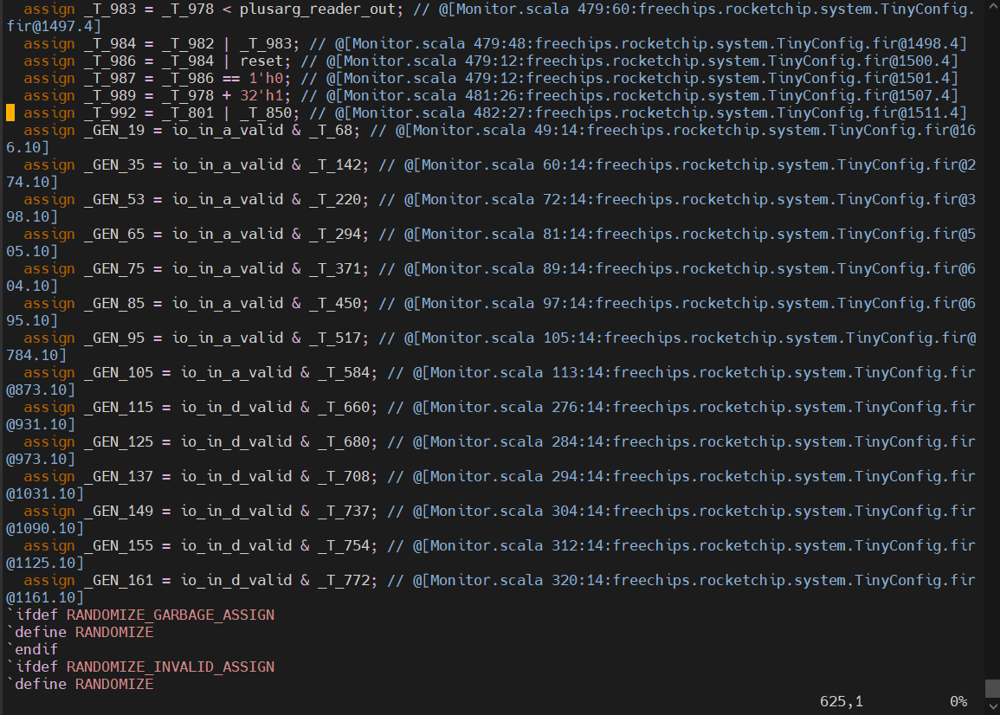 assign _T_983 = _T_978 < plusarg_reader_out; // @[Monitor.scala 479:60:freechips.rocketchip.system.TinyConfig.
fir@1497.4]
  assign _T_984 = _T_982 | _T_983; // @[Monitor.scala 479:48:freechips.rocketchip.system.TinyConfig.fir@1498.4]
  assign _T_986 = _T_984 | reset; // @[Monitor.scala 479:12:freechips.rocketchip.system.TinyConfig.fir@1500.4]
  assign _T_987 = _T_986 == 1'h0; // @[Monitor.scala 479:12:freechips.rocketchip.system.TinyConfig.fir@1501.4]
  assign _T_989 = _T_978 + 32'h1; // @[Monitor.scala 481:26:freechips.rocketchip.system.TinyConfig.fir@1507.4]
  assign _T_992 = _T_801 | _T_850; // @[Monitor.scala 482:27:freechips.rocketchip.system.TinyConfig.fir@1511.4]
  assign _GEN_19 = io_in_a_valid & _T_68; // @[Monitor.scala 49:14:freechips.rocketchip.system.TinyConfig.fir@16
6.10]
  assign _GEN_35 = io_in_a_valid & _T_142; // @[Monitor.scala 60:14:freechips.rocketchip.system.TinyConfig.fir@2
74.10]
  assign _GEN_53 = io_in_a_valid & _T_220; // @[Monitor.scala 72:14:freechips.rocketchip.system.TinyConfig.fir@3
98.10]
  assign _GEN_65 = io_in_a_valid & _T_294; // @[Monitor.scala 81:14:freechips.rocketchip.system.TinyConfig.fir@5
05.10]
  assign _GEN_75 = io_in_a_valid & _T_371; // @[Monitor.scala 89:14:freechips.rocketchip.system.TinyConfig.fir@6
04.10]
  assign _GEN_85 = io_in_a_valid & _T_450; // @[Monitor.scala 97:14:freechips.rocketchip.system.TinyConfig.fir@6
95.10]
  assign _GEN_95 = io_in_a_valid & _T_517; // @[Monitor.scala 105:14:freechips.rocketchip.system.TinyConfig.fir@
784.10]
  assign _GEN_105 = io_in_a_valid & _T_584; // @[Monitor.scala 113:14:freechips.rocketchip.system.TinyConfig.fir
@873.10]
  assign _GEN_115 = io_in_d_valid & _T_660; // @[Monitor.scala 276:14:freechips.rocketchip.system.TinyConfig.fir
@931.10]
  assign _GEN_125 = io_in_d_valid & _T_680; // @[Monitor.scala 284:14:freechips.rocketchip.system.TinyConfig.fir
@973.10]
  assign _GEN_137 = io_in_d_valid & _T_708; // @[Monitor.scala 294:14:freechips.rocketchip.system.TinyConfig.fir
@1031.10]
  assign _GEN_149 = io_in_d_valid & _T_737; // @[Monitor.scala 304:14:freechips.rocketchip.system.TinyConfig.fir
@1090.10]
  assign _GEN_155 = io_in_d_valid & _T_754; // @[Monitor.scala 312:14:freechips.rocketchip.system.TinyConfig.fir
@1125.10]
  assign _GEN_161 = io_in_d_valid & _T_772; // @[Monitor.scala 320:14:freechips.rocketchip.system.TinyConfig.fir
@1161.10]
`ifdef RANDOMIZE_GARBAGE_ASSIGN
`define RANDOMIZE
`endif
`ifdef RANDOMIZE_INVALID_ASSIGN
`define RANDOMIZE
625,1 0%